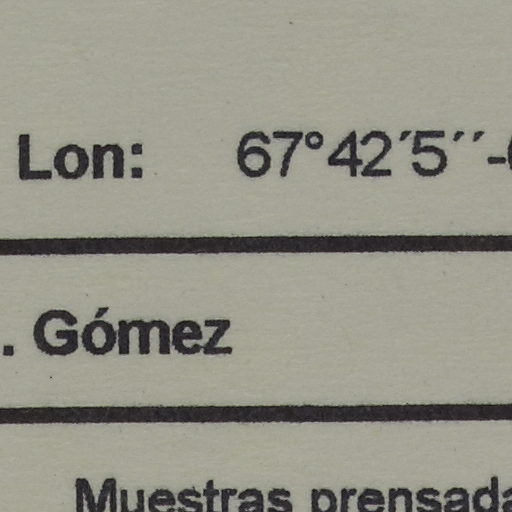 Lon: 67°42´5´´-
. Gómez
Muestras prensada